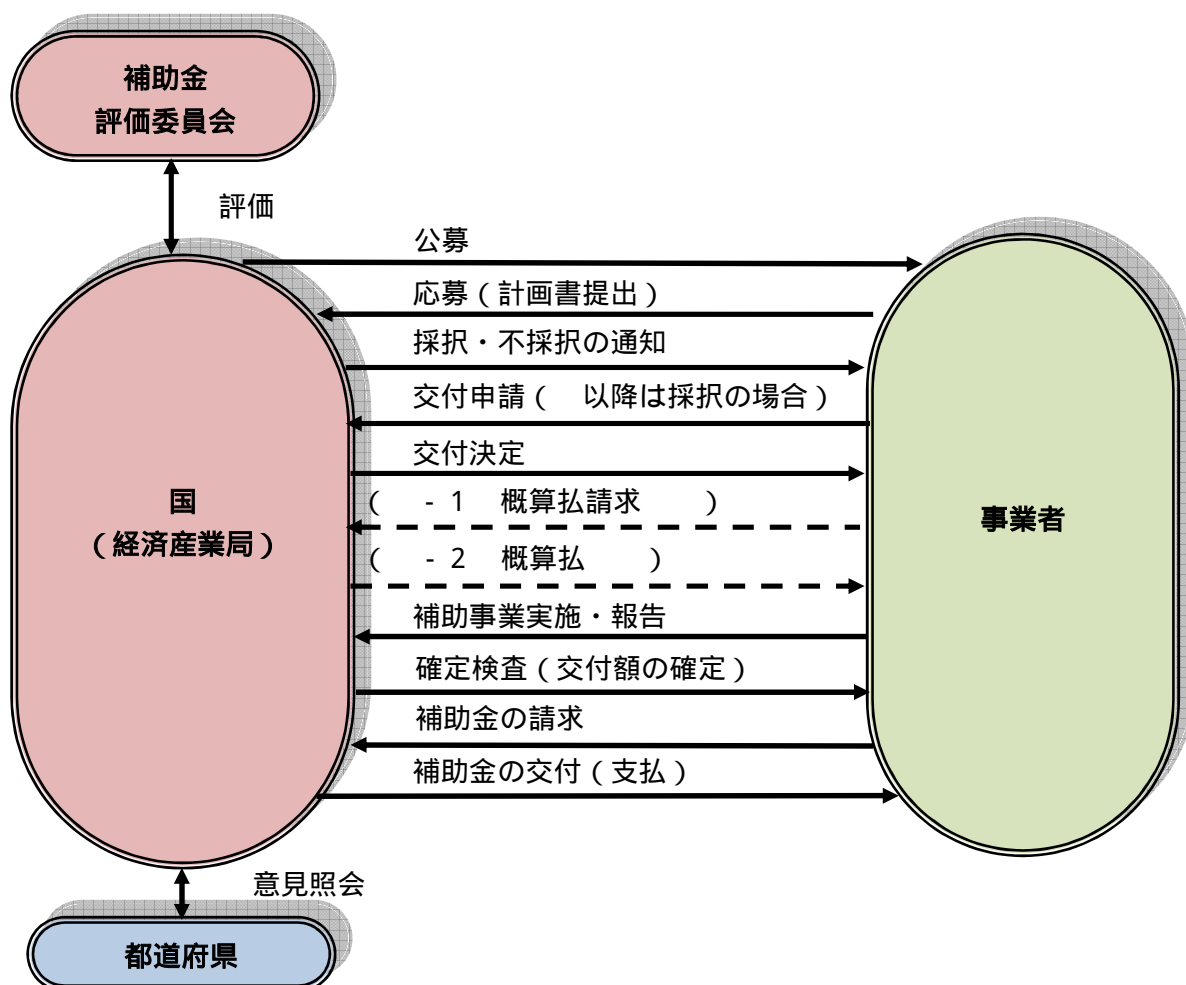 補助金
評価委員会
評価
公募
応募（計画書提出）
採択・不採択の通知
交付申請（　以降は採択の場合）
交付決定
（　-１　概算払請求　）
（　-２　概算払　）
補助事業実施・報告
確定検査（交付額の確定）
補助金の請求
補助金の交付（支払）
国
（経済産業局）
事業者
意見照会
都道府県